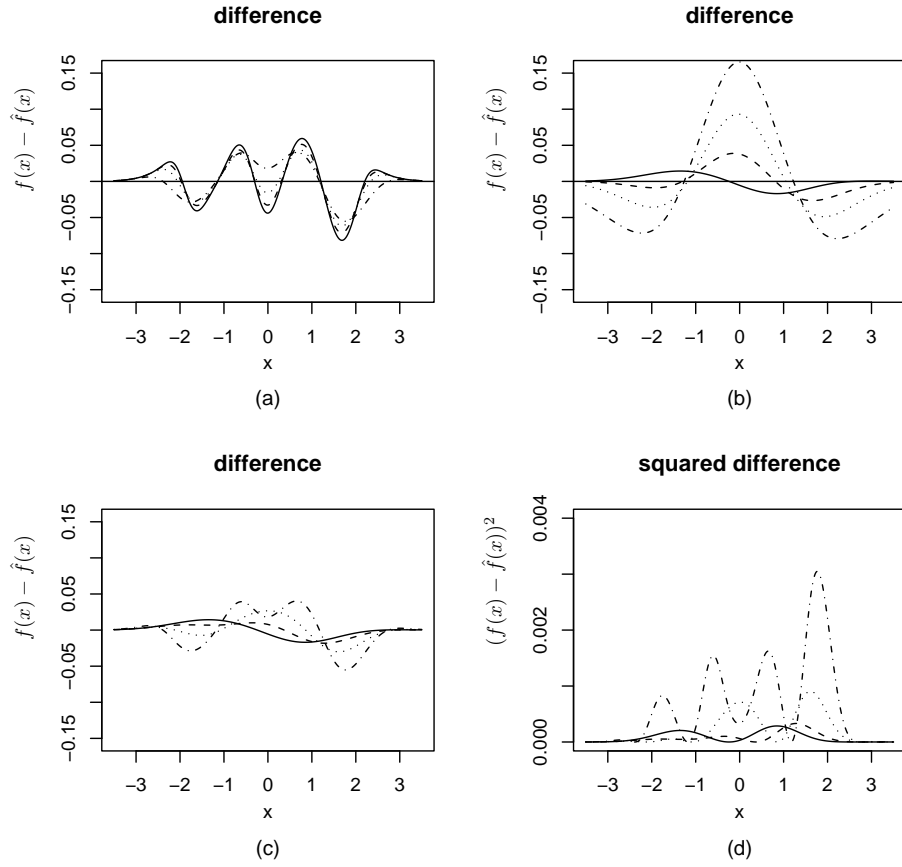 difference
f(x) − f̂(x)
0.15
0.05
−0.05
−0.15
−3 −2 −1 0 1 2 3
x
(a)
difference
f(x) − f̂(x)
0.15
0.05
−0.05
−0.15
−3 −2 −1 0 1 2 3
x
(b)
difference
f(x) − f̂(x)
0.15
0.05
−0.05
−0.15
−3 −2 −1 0 1 2 3
x
(c)
squared difference
(f(x) − f̂(x))²
0.004
0.002
0.000
−3 −2 −1 0 1 2 3
x
(d)